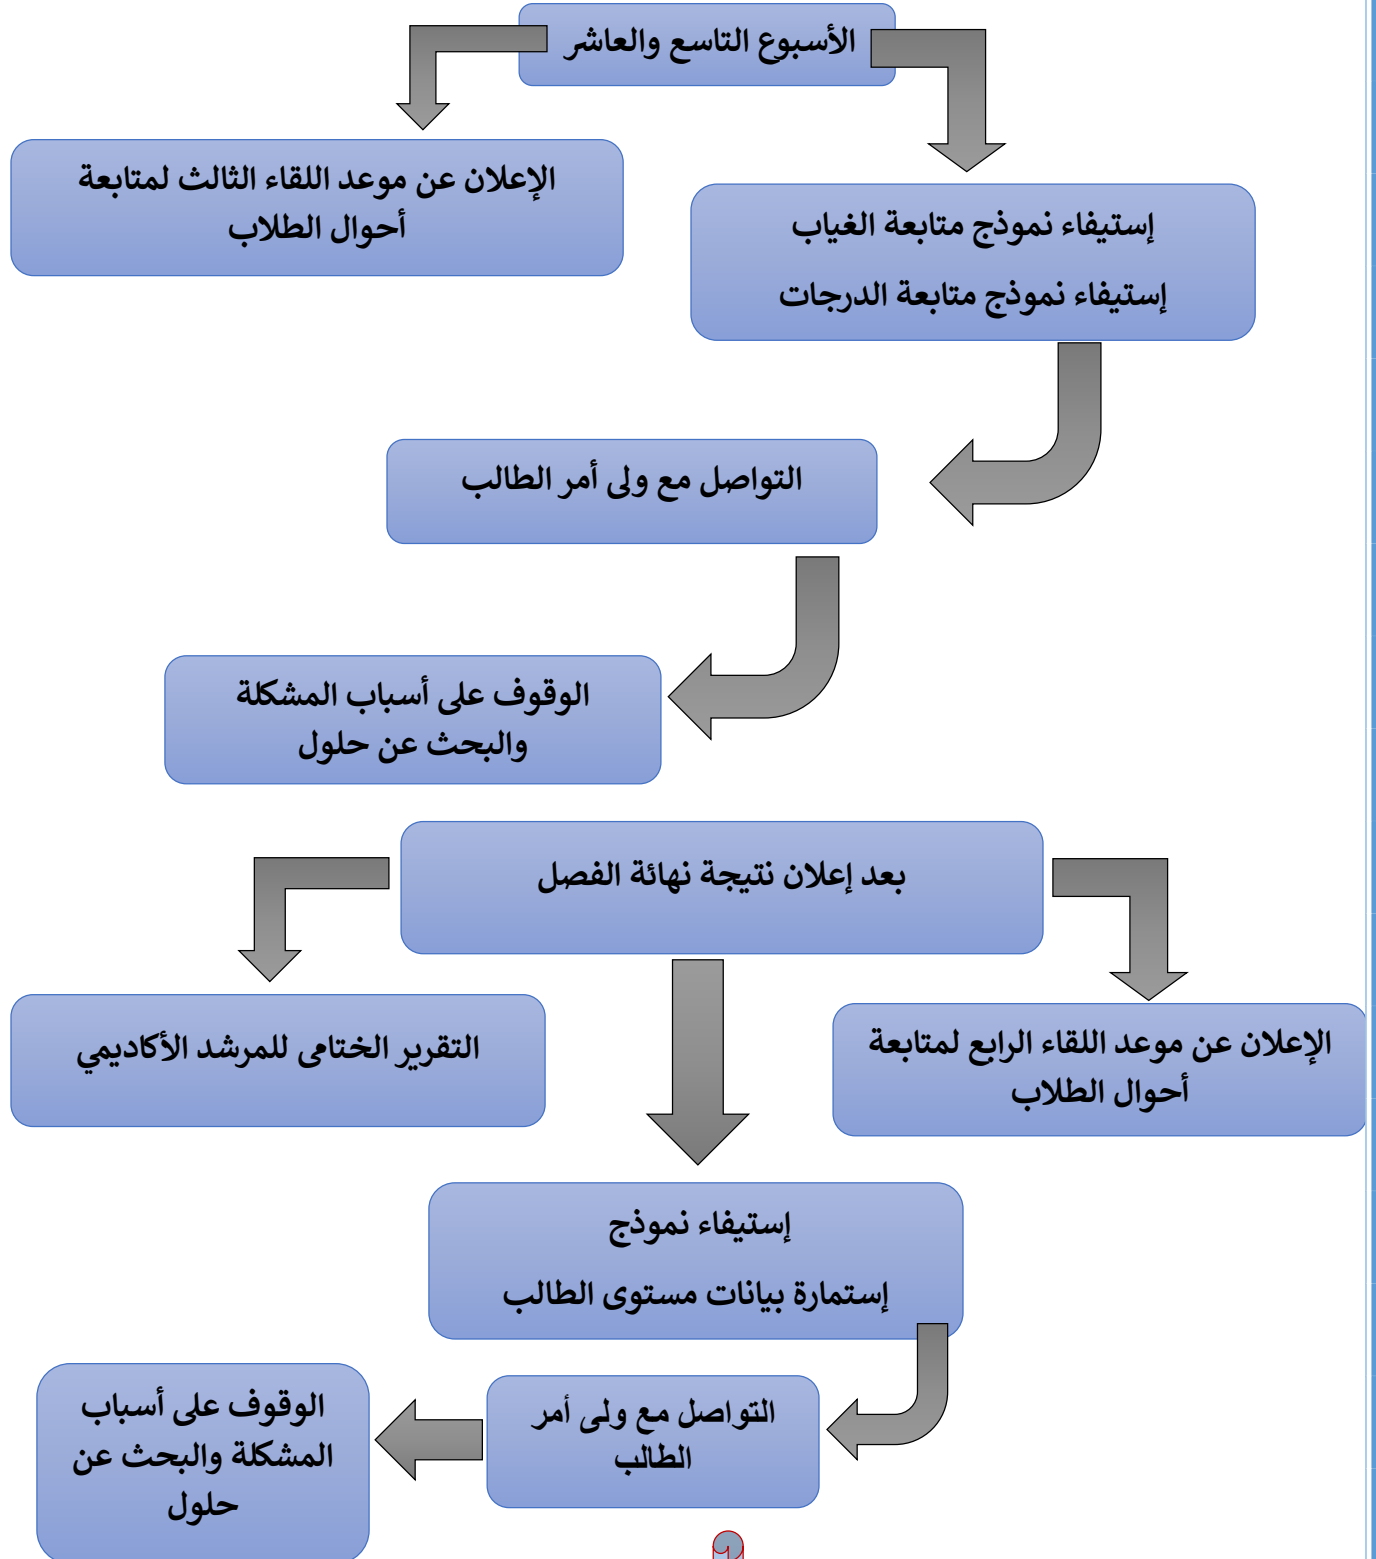 الأسبوع التاسع والعاشر
الإعلان عن موعد اللقاء الثالث لمتابعة
أحوال الطلاب
إستيفاء نموذج متابعة الغياب
إستيفاء نموذج متابعة الدرجات
التواصل مع ولى أمر الطالب
الوقوف على أسباب المشكلة
والبحث عن حلول
بعد إعلان نتيجة نهائة الفصل
الإعلان عن موعد اللقاء الرابع لمتابعة
أحوال الطلاب
التقرير الختامى للمرشد الأكاديمي
إستيفاء نموذج
إستمارة بيانات مستوى الطالب
التواصل مع ولى أمر
الطالب
الوقوف على أسباب
المشكلة والبحث عن
حلول